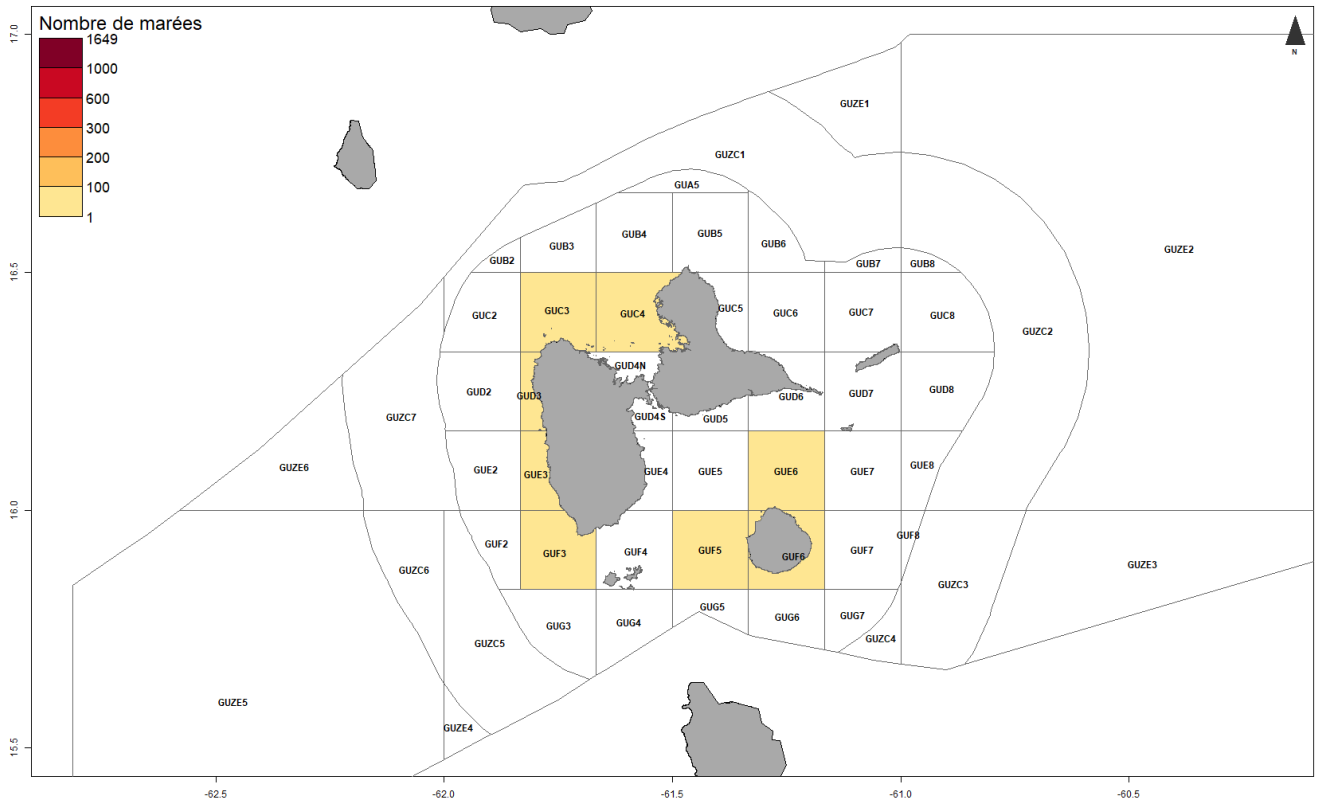 Nombre de marées
1649
1000
600
300
200
100
1
N
17.0
16.5
16.0
15.5
-62.5
-62.0
-61.5
-61.0
-60.5
GUZE1
GUZC1
GUA5
GUB4
GUB5
GUB3
GUB6
GUZE2
GUB2
GUB7
GUB8
GUC2
GUC3
GUC4
GUC5
GUC6
GUC7
GUC8
GUZC2
GUD4N
GUD2
GUD3
GUD6
GUD7
GUD8
GUZC7
GUD4S
GUD5
GUZE6
GUE2
GUE3
GUE4
GUE5
GUE6
GUE7
GUE8
GUF2
GUF3
GUF4
GUF5
GUF6
GUF7
GUF8
GUZE3
GUZC6
GUZC3
GUG5
GUG3
GUG4
GUG6
GUG7
GUZC5
GUZC4
GUZE5
GUZE4